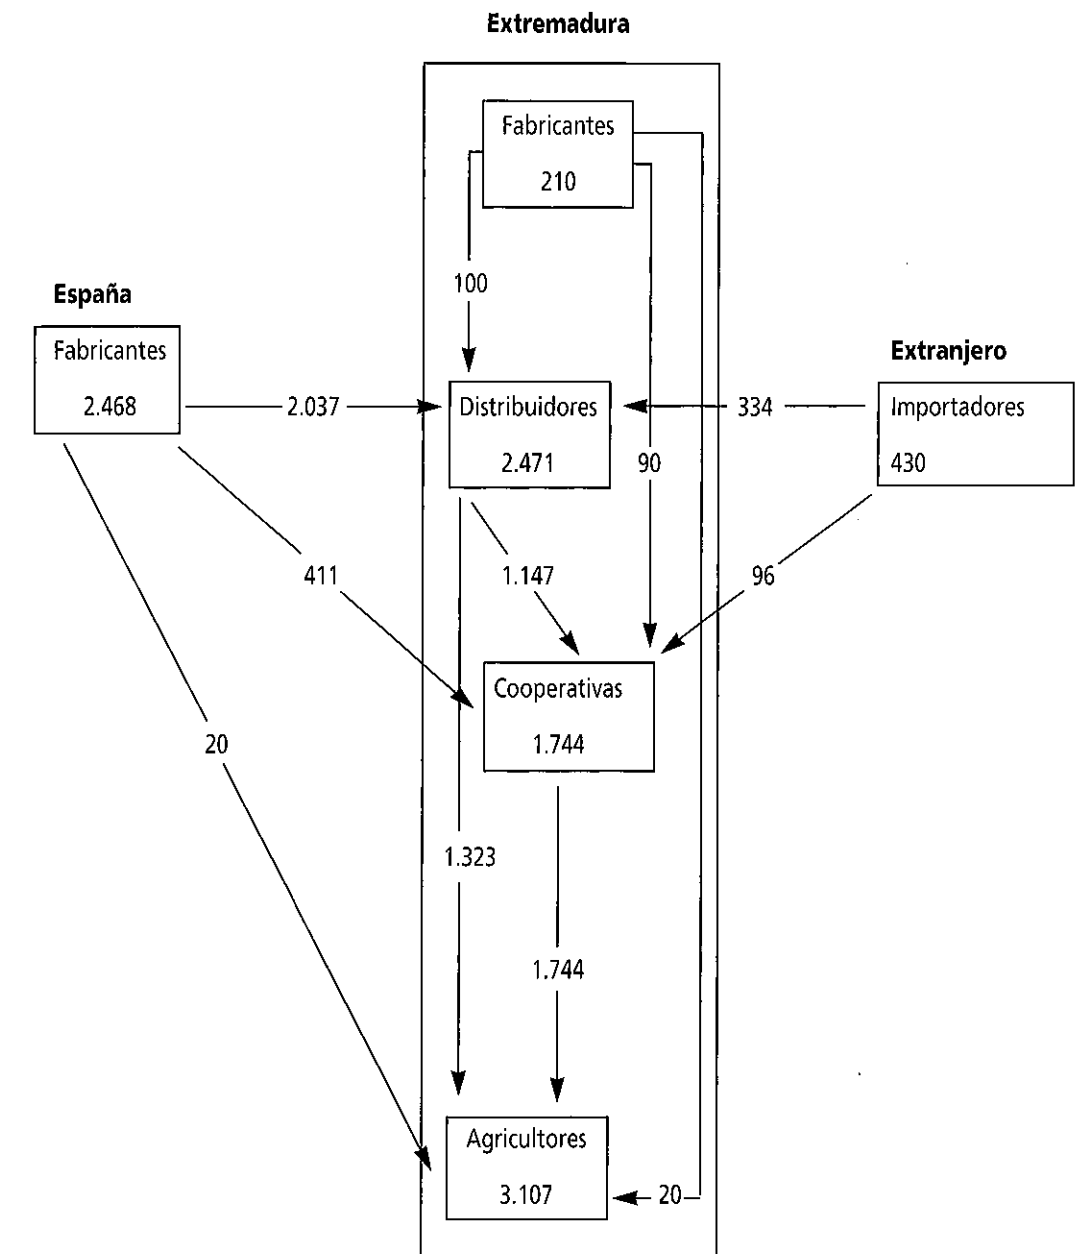 Extremadura
Fabricantes
210
100
España
Fabricantes
2.468
2.037
Distribuidores
2.471
90
334
Extranjero
Importadores
430
411
1.147
96
Cooperativas
1.744
20
1.323
1.744
Agricultores
3.107
20